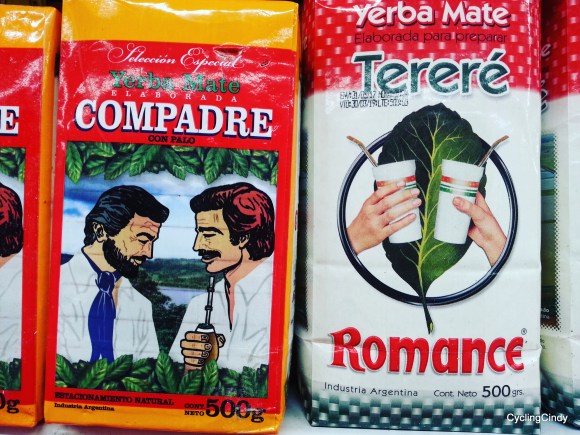 Selección Especial
Yerba Mate
ELABORADA
COMPADRE
CON PALO
ESTACIONAMIENTO NATURAL
Industria Argentina
CONT. NETO 500g
E
0g
Yerba Mate
Elaborada para preparar
Tereré
Romance®
Industria Argentina Cont. Neto 500 grs.
CyclingCindy